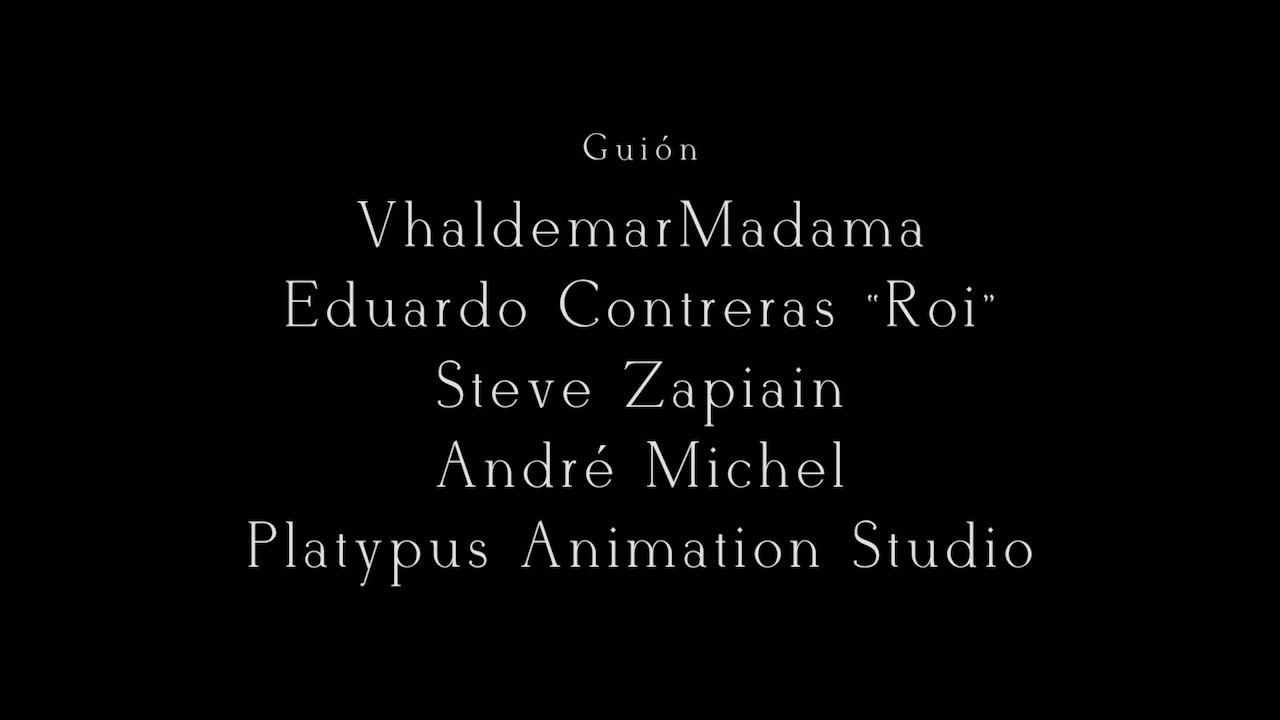 Guión
VhaldemarMadama
Eduardo Contreras “Roi”
Steve Zapiain
André Michel
Platypus Animation Studio